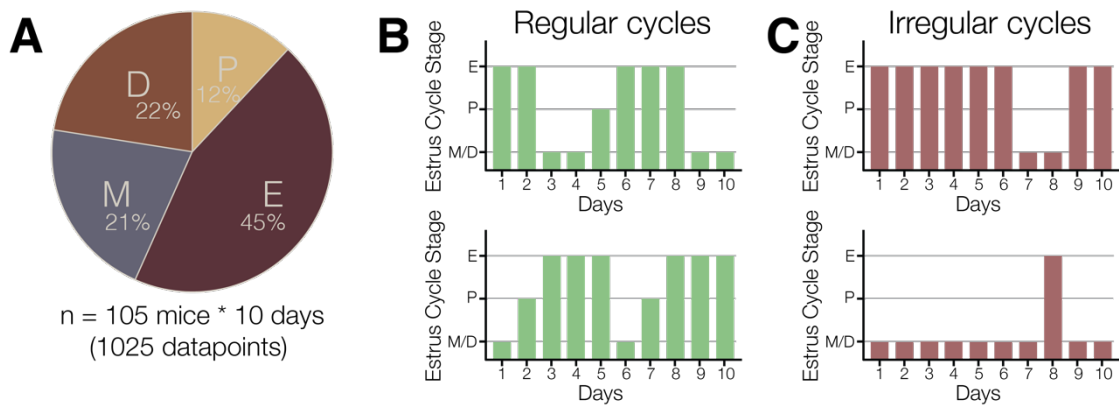 A
D
22%
P
12%
M
21%
E
45%
n = 105 mice * 10 days
(1025 datapoints)
B
Regular cycles
Estrus Cycle Stage
E
P
M/D
1 2 3 4 5 6 7 8 9 10
Days
Estrus Cycle Stage
E
P
M/D
1 2 3 4 5 6 7 8 9 10
Days
C
Irregular cycles
Estrus Cycle Stage
E
P
M/D
1 2 3 4 5 6 7 8 9 10
Days
Estrus Cycle Stage
E
P
M/D
1 2 3 4 5 6 7 8 9 10
Days